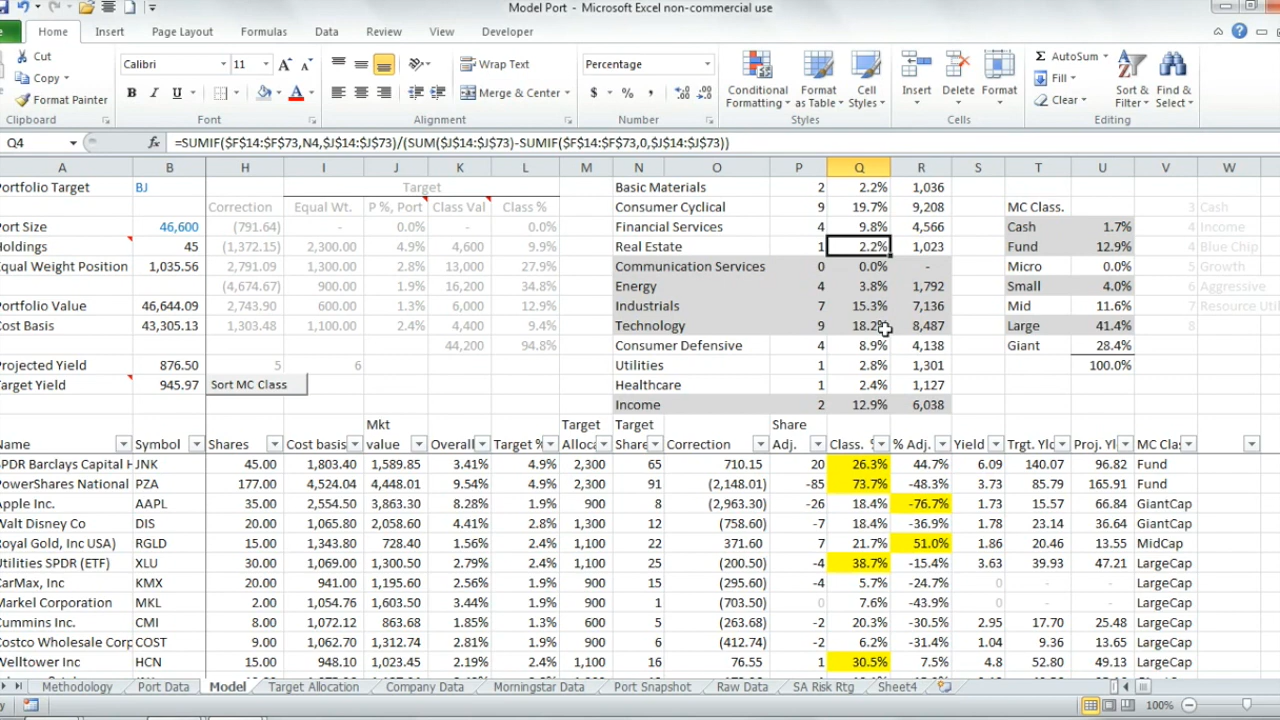 Model Port - Microsoft Excel non-commercial use
Home Insert Page Layout Formulas Data Review View Developer
Cut Calibri 11 Wrap Text Percentage AutoSum
Copy Fill
Format Painter B I U Merge & Center $ % , Conditional Formatting Format as Table Cell Styles Insert Delete Format Clear Sort & Filter Find & Select
Clipboard Font Alignment Number Styles Cells Editing
Q4 fx =SUMIF($F$14:$F$73,N4,$J$14:$J$73)/(SUM($J$14:$J$73)-SUMIF($F$14:$F$73,0,$J$14:$J$73))
A B H I J K L M N O P Q R S T U V W
Portfolio Target BJ Target Basic Materials 2 2.2% 1,036
Correction Equal Wt. P %, Port Class Val Class % Consumer Cyclical 9 19.7% 9,208 MC Class. 3 Cash
Port Size 46,600 (791.64) - 0.0% - 0.0% Financial Services 4 9.8% 4,566 Cash 1.7% 4 Income
Holdings 45 (1,372.15) 2,300.00 4.9% 4,600 9.9% Real Estate 1 2.2% 1,023 Fund 12.9% 4 Blue Chip
Equal Weight Position 1,035.56 2,791.09 1,300.00 2.8% 13,000 27.9% Communication Services 0 0.0% - Micro 0.0% 5 Growth
(4,674.67) 900.00 1.9% 16,200 34.8% Energy 4 3.8% 1,792 Small 4.0% 6 Aggressive
Portfolio Value 46,644.09 2,743.90 600.00 1.3% 6,000 12.9% Industrials 7 15.3% 7,136 Mid 11.6% 7 Resource Util
Cost Basis 43,305.13 1,303.48 1,100.00 2.4% 4,400 9.4% Technology 9 18.2% 8,487 Large 41.4% 8
44,200 94.8% Consumer Defensive 4 8.9% 4,138 Giant 28.4%
Projected Yield 876.50 5 6 Utilities 1 2.8% 1,301 100.0%
Target Yield 945.97 Sort MC Class Healthcare 1 2.4% 1,127
Income 2 12.9% 6,038
Mkt Target Target Share
Name Symbol Shares Cost basis value Overall Target % Alloca Share Correction Adj. Class. % % Adj. Yield Trgt. Yld Proj. Yl MC Clas
SPDR Barclays Capital H JNK 45.00 1,803.40 1,589.85 3.41% 4.9% 2,300 65 710.15 20 26.3% 44.7% 6.09 140.07 96.82 Fund
PowerShares National PZA 177.00 4,524.04 4,448.01 9.54% 4.9% 2,300 91 (2,148.01) -85 73.7% -48.3% 3.73 85.79 165.91 Fund
Apple Inc. AAPL 35.00 2,554.50 3,863.30 8.28% 1.9% 900 8 (2,963.30) -26 18.4% -76.7% 1.73 15.57 66.84 GiantCap
Walt Disney Co DIS 20.00 1,065.80 2,058.60 4.41% 2.8% 1,300 12 (758.60) -7 18.4% -36.9% 1.78 23.14 36.64 GiantCap
Royal Gold, Inc USA) RGLD 15.00 1,343.80 728.40 1.56% 2.4% 1,100 22 371.60 7 21.7% 51.0% 1.86 20.46 13.55 MidCap
Utilities SPDR (ETF) XLU 30.00 1,069.00 1,300.50 2.79% 2.4% 1,100 25 (200.50) -4 38.7% -15.4% 3.63 39.93 47.21 LargeCap
CarMax, Inc KMX 20.00 941.00 1,195.60 2.56% 1.9% 900 15 (295.60) -4 5.7% -24.7% 0 - - LargeCap
Markel Corporation MKL 2.00 1,054.76 1,603.50 3.44% 1.9% 900 1 (703.50) 0 7.6% -43.9% 0 - - LargeCap
Cummins Inc. CMI 8.00 1,072.12 863.68 1.85% 1.3% 600 5 (263.68) -2 20.3% -30.5% 2.95 17.70 25.48 LargeCap
Costco Wholesale Corp COST 9.00 1,062.70 1,312.74 2.81% 1.9% 900 6 (412.74) -2 6.2% -31.4% 1.04 9.36 13.65 LargeCap
Welltower Inc HCN 15.00 948.10 1,023.45 2.19% 2.4% 1,100 16 76.55 1 30.5% 7.5% 4.8 52.80 49.13 LargeCap
Methodology Port Data Model Target Allocation Company Data Morningstar Data Port Snapshot Raw Data SA Risk Rtg Sheet4
100%